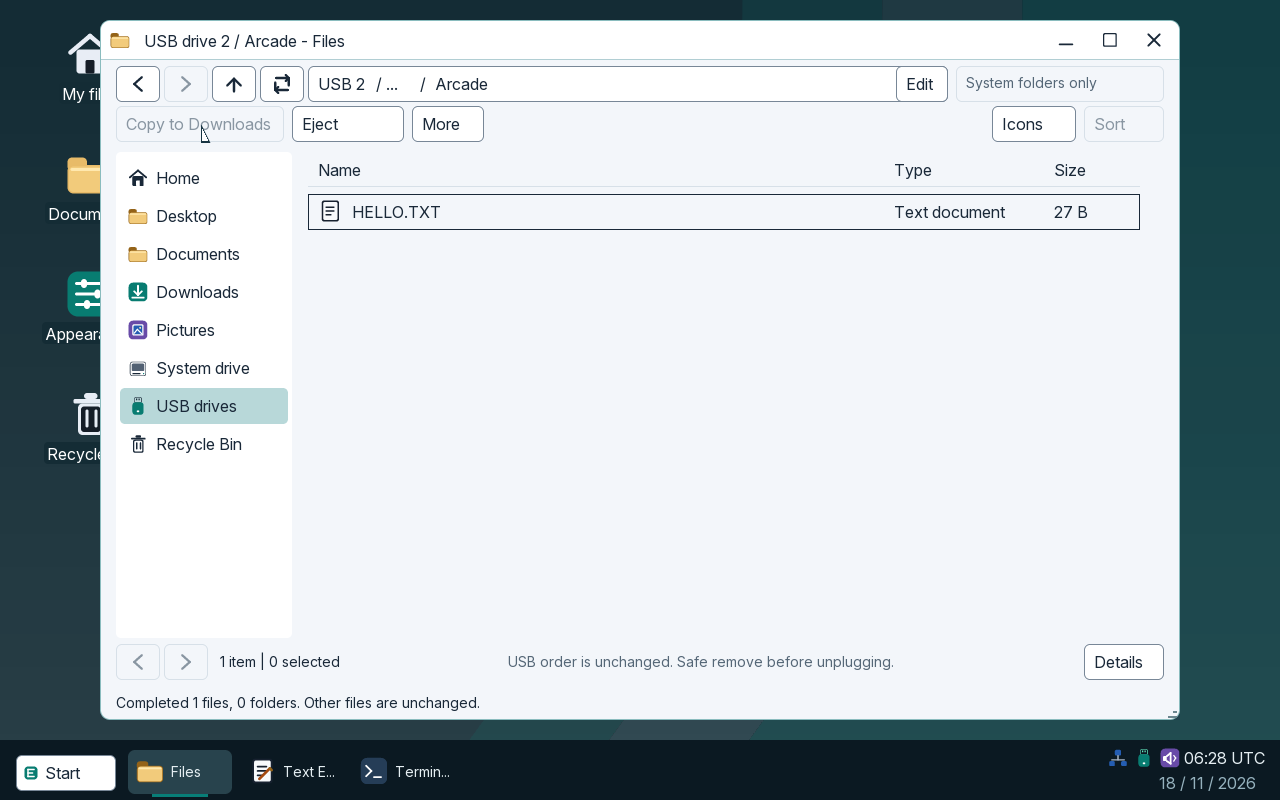 USB drive 2 / Arcade - Files
USB 2 / ... / Arcade
Edit
System folders only
Copy to Downloads
Eject
More
Icons
Sort
Name Type Size
HELLO.TXT Text document 27 B
Home
Desktop
Documents
Downloads
Pictures
System drive
USB drives
Recycle Bin
1 item | 0 selected
USB order is unchanged. Safe remove before unplugging.
Details
Completed 1 files, 0 folders. Other files are unchanged.
My fil
Docum
Appeara
Recycle
Start
Files
Text E...
Termin...
06:28 UTC
18 / 11 / 2026